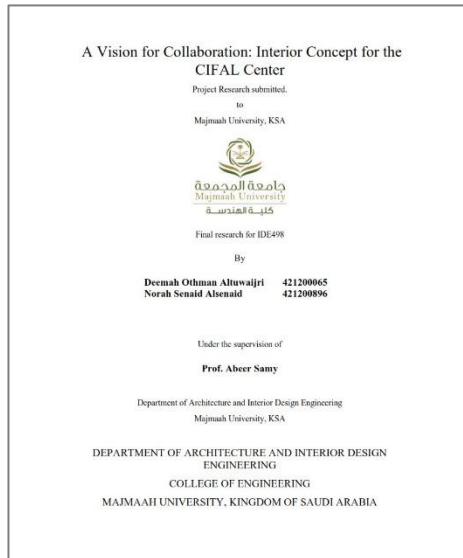 A Vision for Collaboration: Interior Concept for the
CIFAL Center
Project Research submitted.
to
Majmaah University, KSA
جامعة المجمعة
Majmaah University
كلية الهندسة
Final research for IDE498
By
Deemah Othman Altuwaijri 421200065
Norah Senaid Alsenaid 421200896
Under the supervision of
Prof. Abeer Samy
Department of Architecture and Interior Design Engineering
Majmaah University, KSA
DEPARTMENT OF ARCHITECTURE AND INTERIOR DESIGN
ENGINEERING
COLLEGE OF ENGINEERING
MAJMAAH UNIVERSITY, KINGDOM OF SAUDI ARABIA